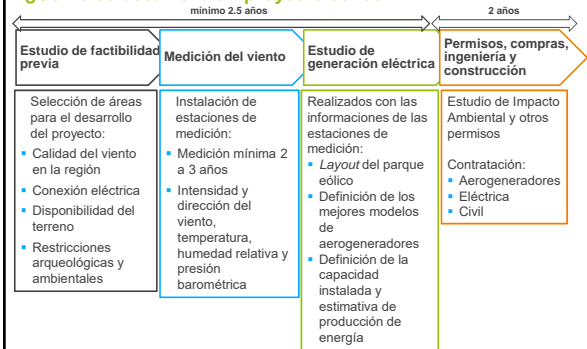 mínimo 2.5 años
2 años
Estudio de factibilidad
previa
Medición del viento
Estudio de
generación eléctrica
Permisos, compras,
ingeniería y
construcción
Selección de áreas
para el desarrollo
del proyecto:
▪ Calidad del viento
en la región
▪ Conexión eléctrica
▪ Disponibilidad del
terreno
▪ Restricciones
arqueológicas y
ambientales
Instalación de
estaciones de
medición:
▪ Medición mínima 2
a 3 años
▪ Intensidad y
dirección del
viento,
temperatura,
humedad relativa y
presión
barométrica
Realizados con las
informaciones de las
estaciones de
medición:
▪ Layout del parque
eólico
▪ Definición de los
mejores modelos
de
aerogeneradores
▪ Definición de la
capacidad
instalada y
estimativa de
producción de
energía
Estudio de Impacto
Ambiental y otros
permisos
Contratación:
▪ Aerogeneradores
▪ Eléctrica
▪ Civil